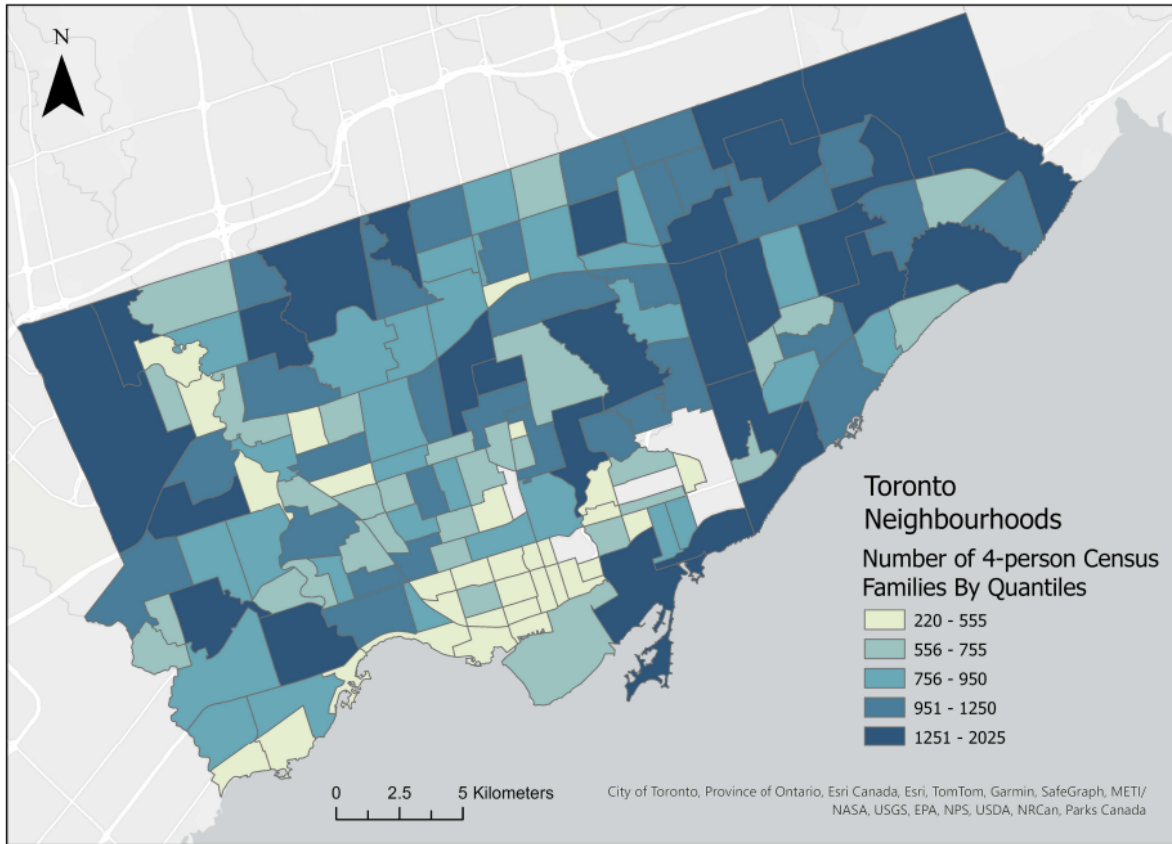 N
Toronto
Neighbourhoods
Number of 4-person Census
Families By Quantiles
220 - 555
556 - 755
756 - 950
951 - 1250
1251 - 2025
0 2.5 5 Kilometers
City of Toronto, Province of Ontario, Esri Canada, Esri, TomTom, Garmin, SafeGraph, METI/
NASA, USGS, EPA, NPS, USDA, NRCan, Parks Canada